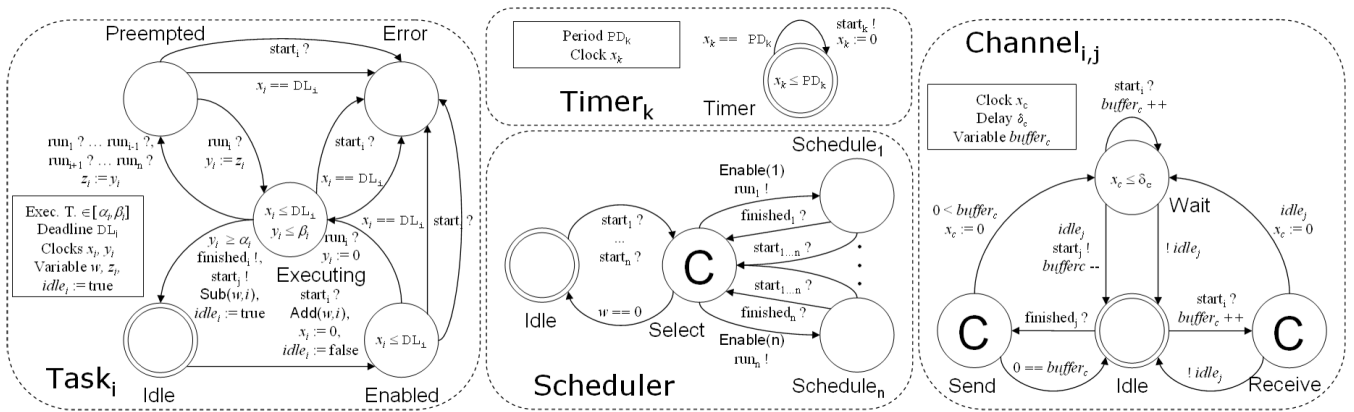 Preempted
Error
start_i ?
x_i == DL_i
run_1 ? ... run_i-1 ?,
run_i+1 ? ... run_n ?
z_i := y_i
run_i ?
y_i := z_i
start_i ?
x_i == DL_i
Exec. T. ∈[α_i,β_i]
Deadline DL_i
Clocks x_i, y_i
Variable w, z_i,
idle_i := true
x_i ≤ DL_i
y_i ≤ β_i
Executing
y_i ≥ α_i
finished_i !,
start_j !
Sub(w,i),
idle_i := true
run_i ?
y_i := 0
x_i == DL_i
start_i ?
start_i ?
Add(w,i),
x_i := 0,
idle_i := false
x_i ≤ DL_i
Task_i
Idle
Enabled
Period PD_k
Clock x_k
x_k == PD_k
start_k !
x_k := 0
x_k ≤ PD_k
Timer
Timer_k
Schedule_1
Enable(1)
run_1 !
finished_1 ?
start_1...n ?
start_1 ?
...
start_n ?
C
w == 0
Idle
Select
start_1...n ?
finished_n ?
Enable(n)
run_n !
Schedule_n
Scheduler
Channel_i,j
Clock x_c
Delay δ_c
Variable buffer_c
start_i ?
buffer_c ++
x_c ≤ δ_c
Wait
0 < buffer_c
x_c := 0
idle_j
start_j !
bufferc --
! idle_j
idle_j
x_c := 0
C
finished_j ?
start_i ?
buffer_c ++
C
0 == buffer_c
! idle_j
Send
Idle
Receive